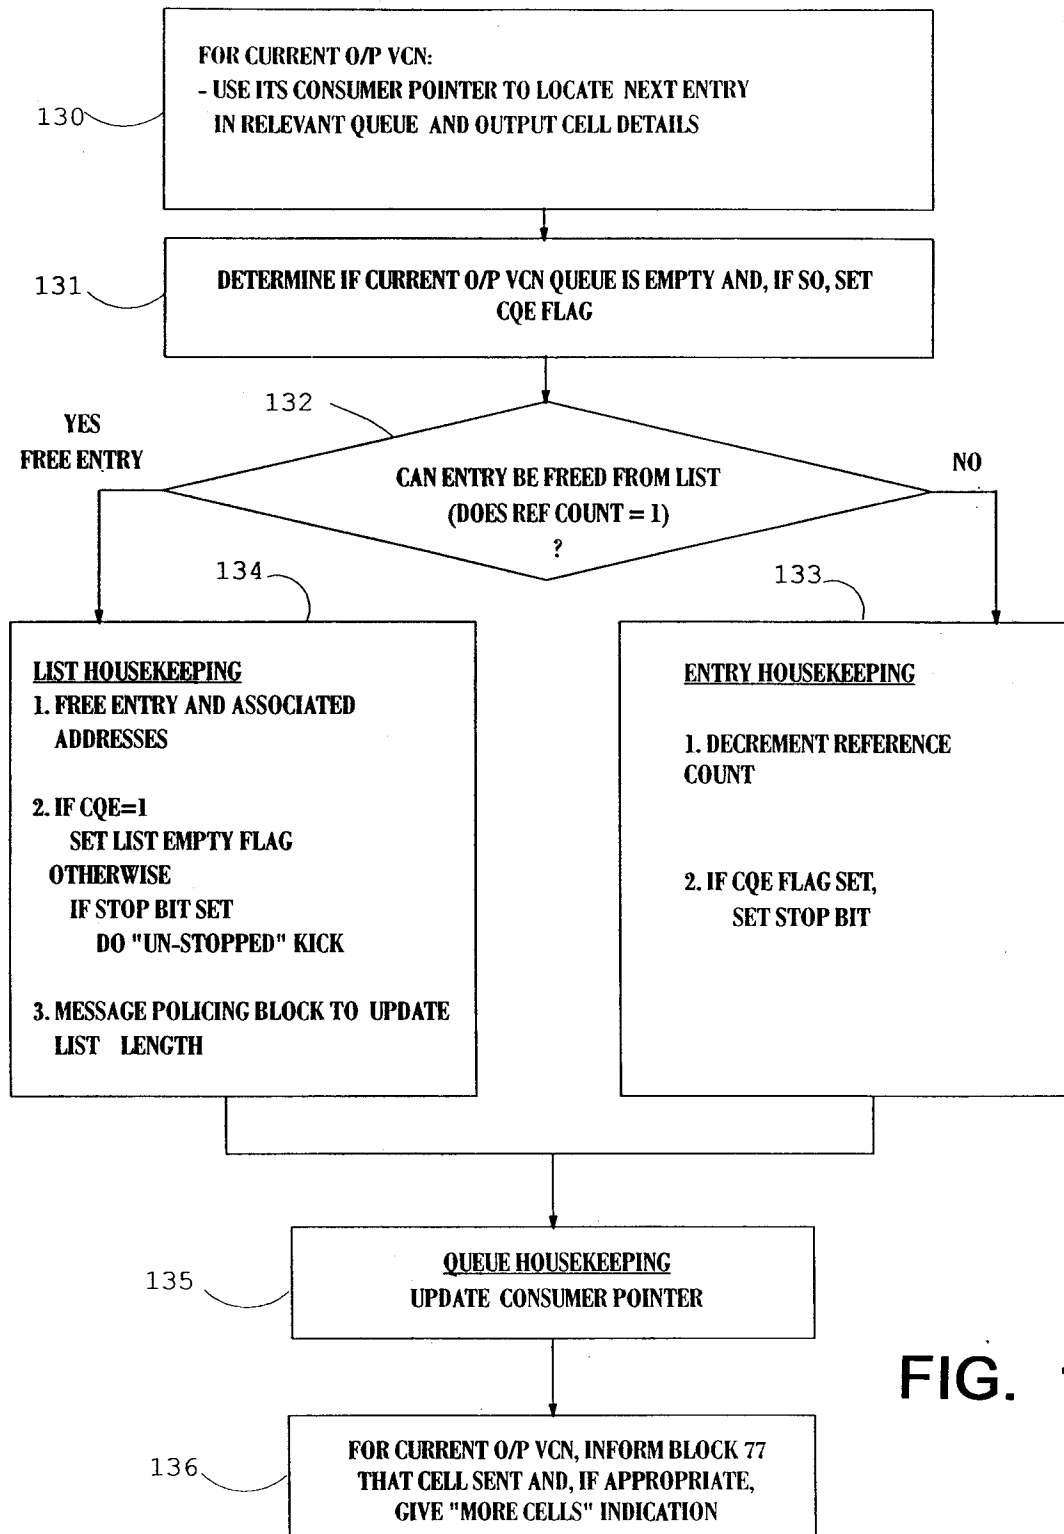 FOR CURRENT O/P VCN:
- USE ITS CONSUMER POINTER TO LOCATE NEXT ENTRY
IN RELEVANT QUEUE AND OUTPUT CELL DETAILS
130
DETERMINE IF CURRENT O/P VCN QUEUE IS EMPTY AND, IF SO, SET
CQE FLAG
131
132
YES
FREE ENTRY
CAN ENTRY BE FREED FROM LIST
(DOES REF COUNT = 1)
?
NO
134
LIST HOUSEKEEPING
1. FREE ENTRY AND ASSOCIATED
ADDRESSES
2. IF CQE=1
SET LIST EMPTY FLAG
OTHERWISE
IF STOP BIT SET
DO "UN-STOPPED" KICK
3. MESSAGE POLICING BLOCK TO UPDATE
LIST LENGTH
133
ENTRY HOUSEKEEPING
1. DECREMENT REFERENCE
COUNT
2. IF CQE FLAG SET,
SET STOP BIT
135
QUEUE HOUSEKEEPING
UPDATE CONSUMER POINTER
FIG.
136
FOR CURRENT O/P VCN, INFORM BLOCK 77
THAT CELL SENT AND, IF APPROPRIATE,
GIVE "MORE CELLS" INDICATION